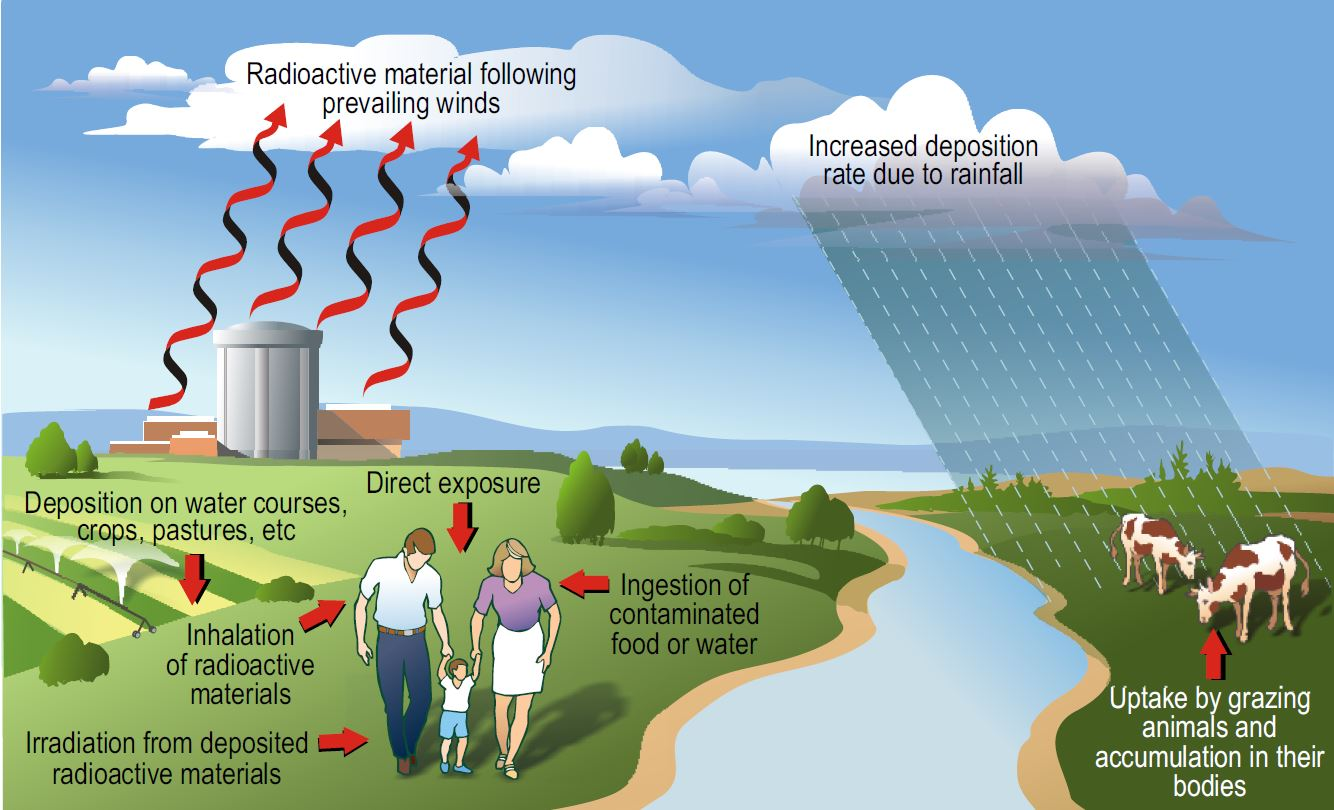 Radioactive material following
prevailing winds
Increased deposition
rate due to rainfall
Direct exposure
Deposition on water courses,
crops, pastures, etc
Ingestion of
contaminated
food or water
Inhalation
of radioactive
materials
Irradiation from deposited
radioactive materials
Uptake by grazing
animals and
accumulation in their
bodies